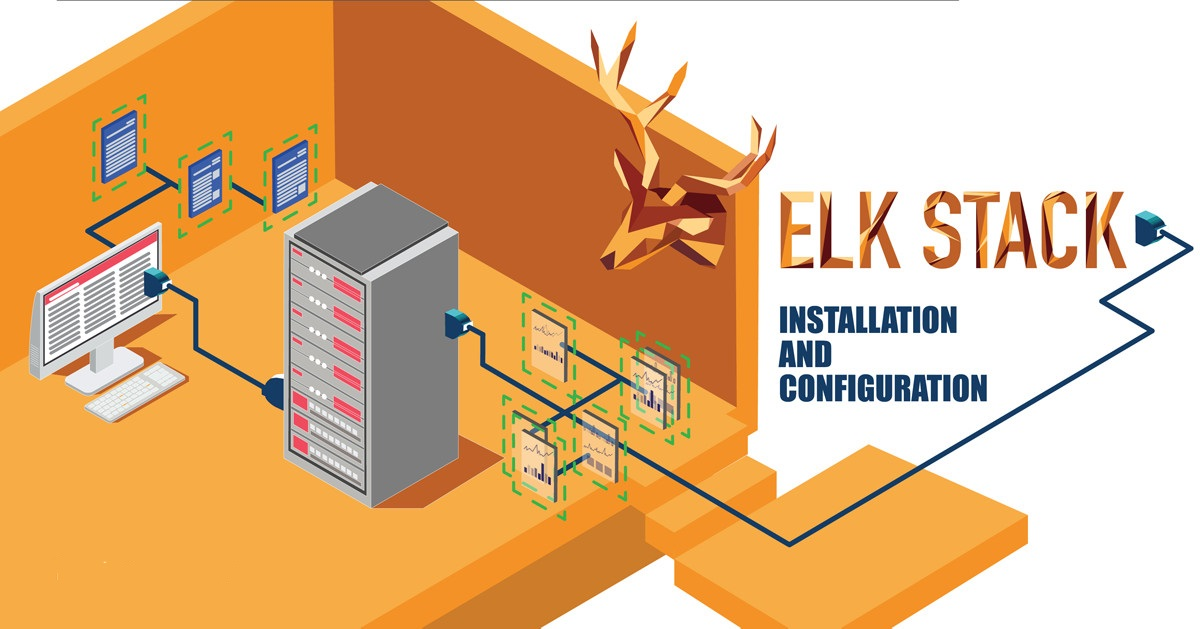 ELK STACK
INSTALLATION
AND
CONFIGURATION